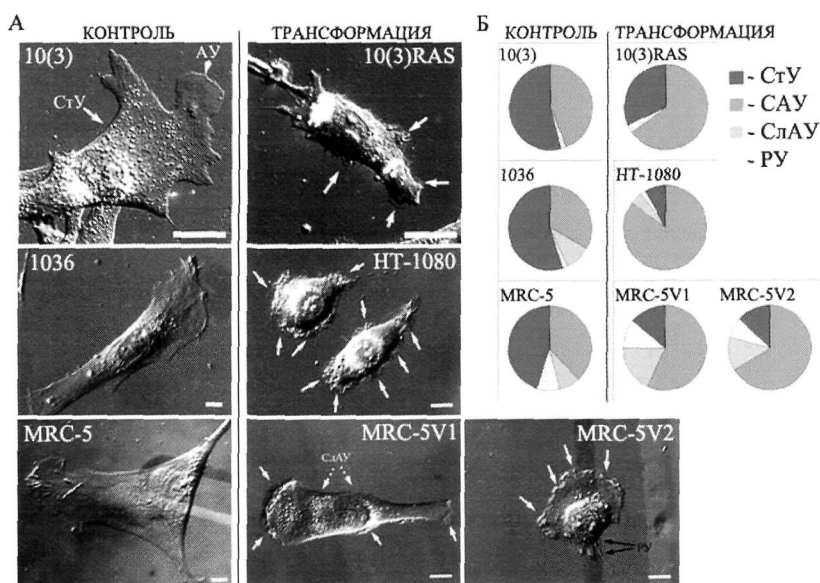 А
КОНТРОЛЬ
ТРАНСФОРМАЦИЯ
10(3)
АУ
СтУ
10(3)RAS
1036
HT-1080
MRC-5
MRC-5V1
СлАУ
MRC-5V2
РУ
Б
КОНТРОЛЬ
ТРАНСФОРМАЦИЯ
10(3)
10(3)RAS
- СтУ
- САУ
- СлАУ
- РУ
1036
HT-1080
MRC-5
MRC-5V1
MRC-5V2